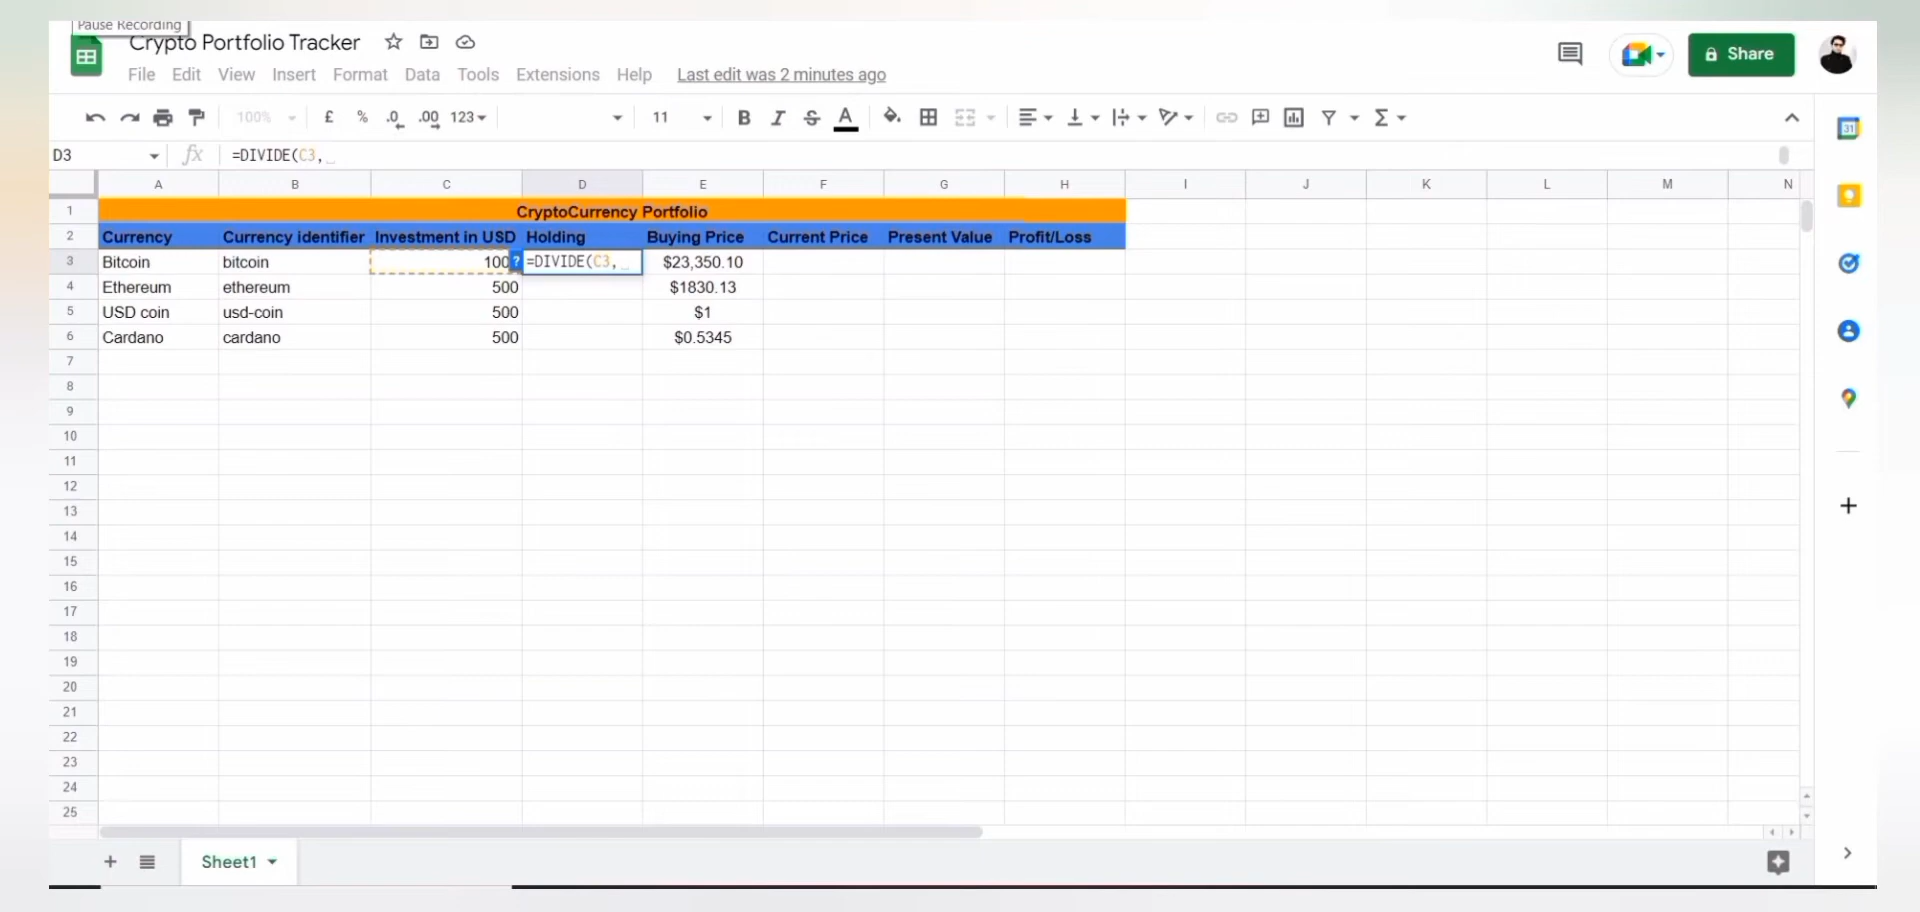 Pause Recording
Crypto Portfolio Tracker
File Edit View Insert Format Data Tools Extensions Help Last edit was 2 minutes ago
Share
100% £ % .0 .00 123 11 B I S A Σ
D3 fx =DIVIDE(C3,
A B C D E F G H I J K L M N
1 CryptoCurrency Portfolio
2 Currency Currency identifier Investment in USD Holding Buying Price Current Price Present Value Profit/Loss
3 Bitcoin bitcoin 100 ? =DIVIDE(C3, $23,350.10
4 Ethereum ethereum 500 $1830.13
5 USD coin usd-coin 500 $1
6 Cardano cardano 500 $0.5345
7
8
9
10
11
12
13
14
15
16
17
18
19
20
21
22
23
24
25
Sheet1
31